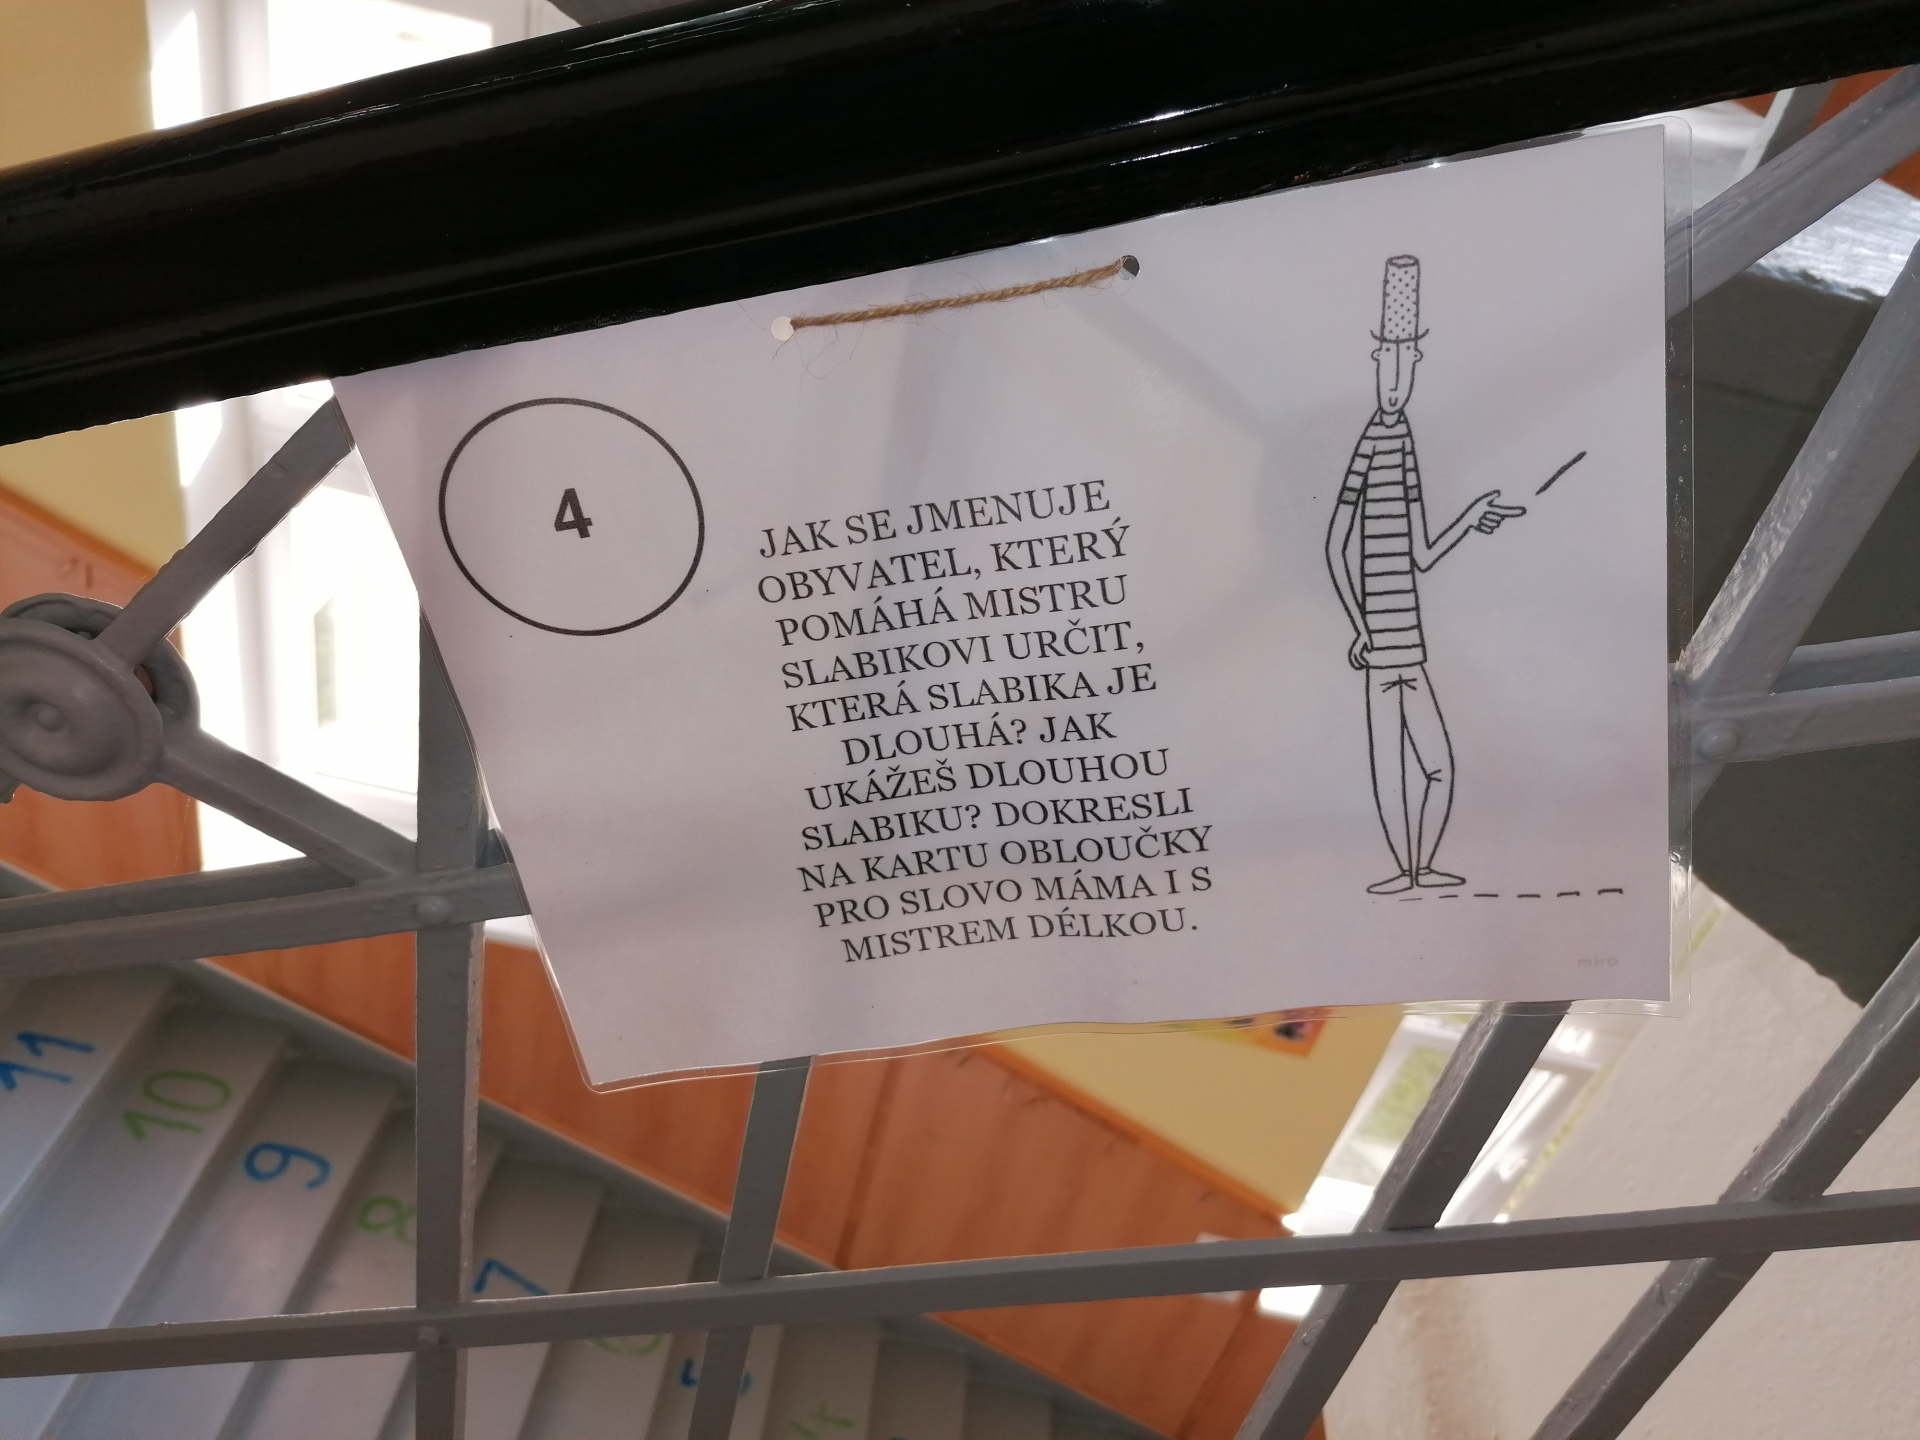 4
JAK SE JMENUJE
OBYVATEL, KTERÝ
POMÁHÁ MISTRU
SLABIKOVI URČIT,
KTERÁ SLABIKA JE
DLOUHÁ? JAK
UKÁŽEŠ DLOUHOU
SLABIKU? DOKRESLI
NA KARTU OBLOUČKY
PRO SLOVO MÁMA I S
MISTREM DÉLKOU.
miro
11
10
9
8
7